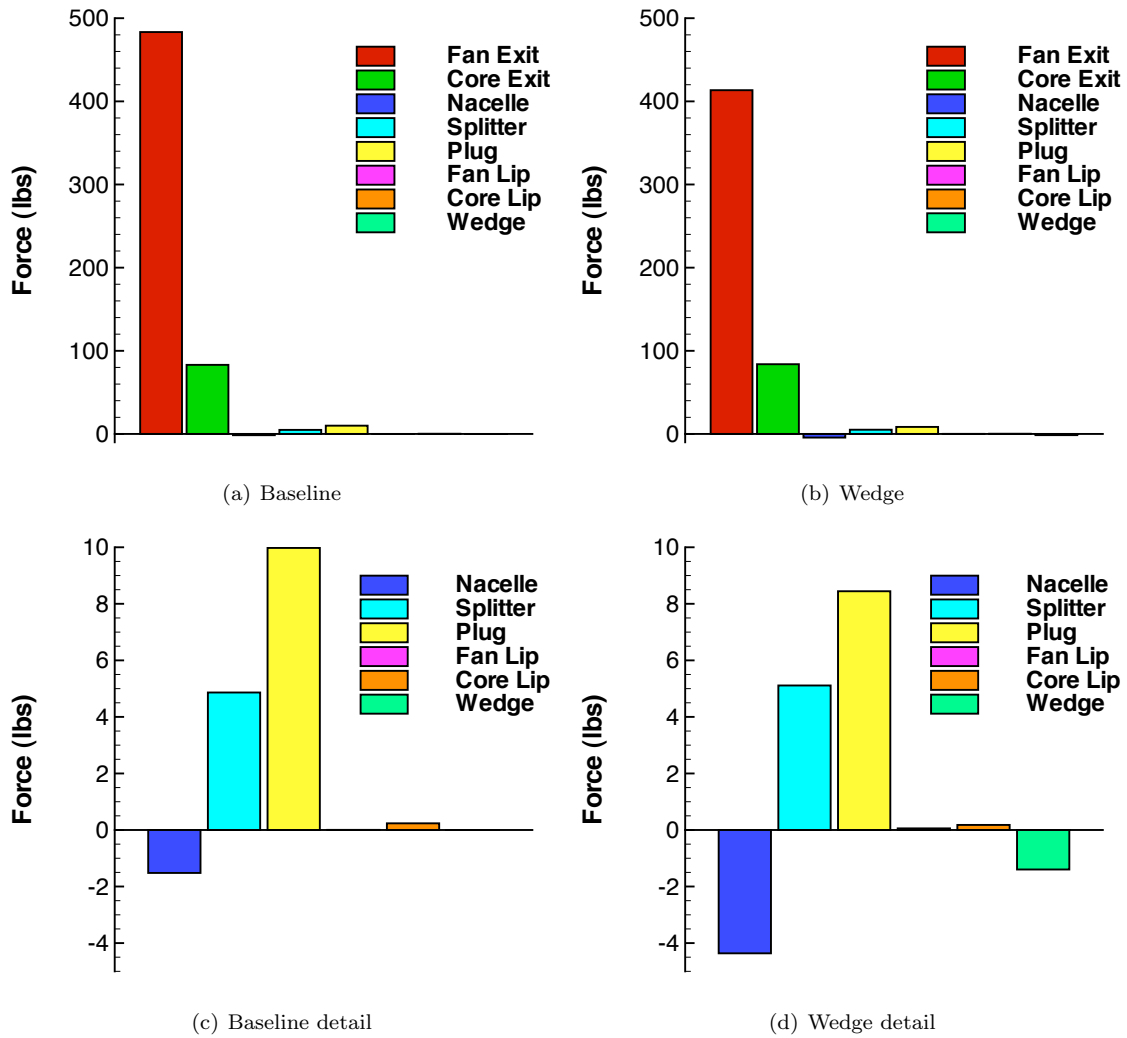 500
400
300
200
100
0
Force (lbs)
Fan Exit
Core Exit
Nacelle
Splitter
Plug
Fan Lip
Core Lip
Wedge
(a) Baseline
500
400
300
200
100
0
Force (lbs)
Fan Exit
Core Exit
Nacelle
Splitter
Plug
Fan Lip
Core Lip
Wedge
(b) Wedge
10
8
6
4
2
0
-2
-4
Force (lbs)
Nacelle
Splitter
Plug
Fan Lip
Core Lip
Wedge
(c) Baseline detail
10
8
6
4
2
0
-2
-4
Force (lbs)
Nacelle
Splitter
Plug
Fan Lip
Core Lip
Wedge
(d) Wedge detail